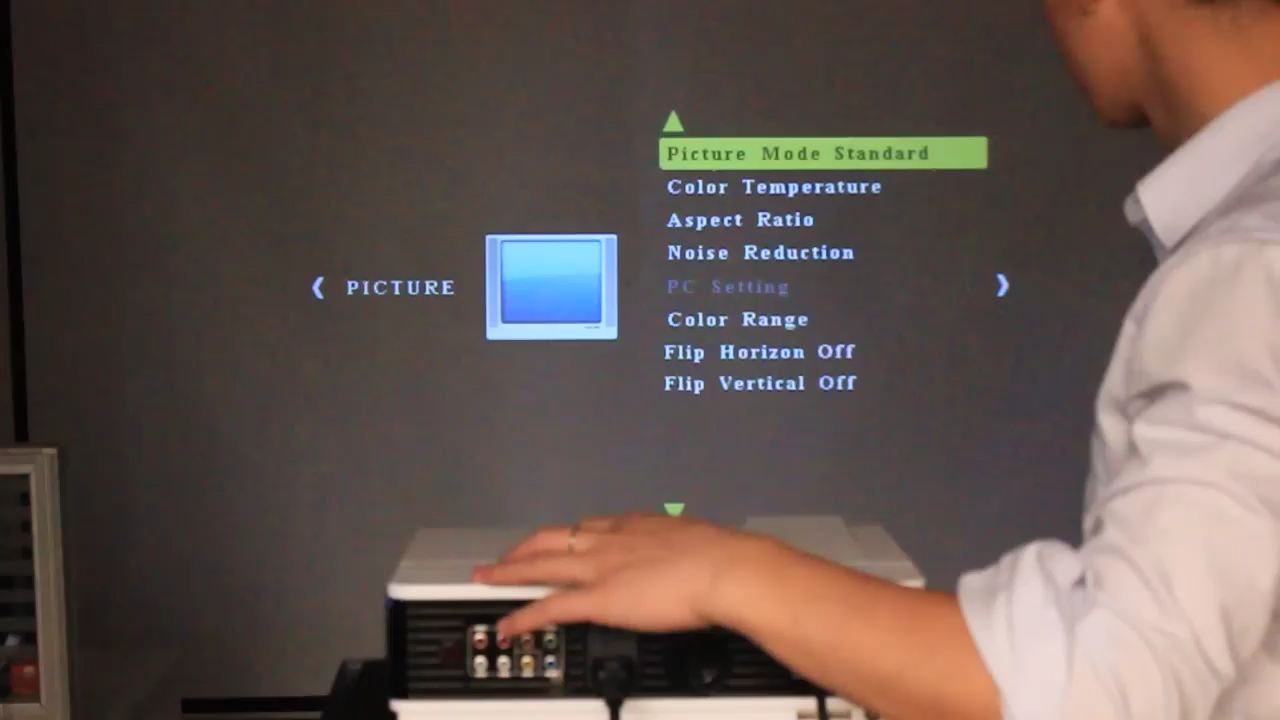 Picture Mode Standard
Color Temperature
Aspect Ratio
Noise Reduction
PICTURE
PC Setting
Color Range
Flip Horizon Off
Flip Vertical Off